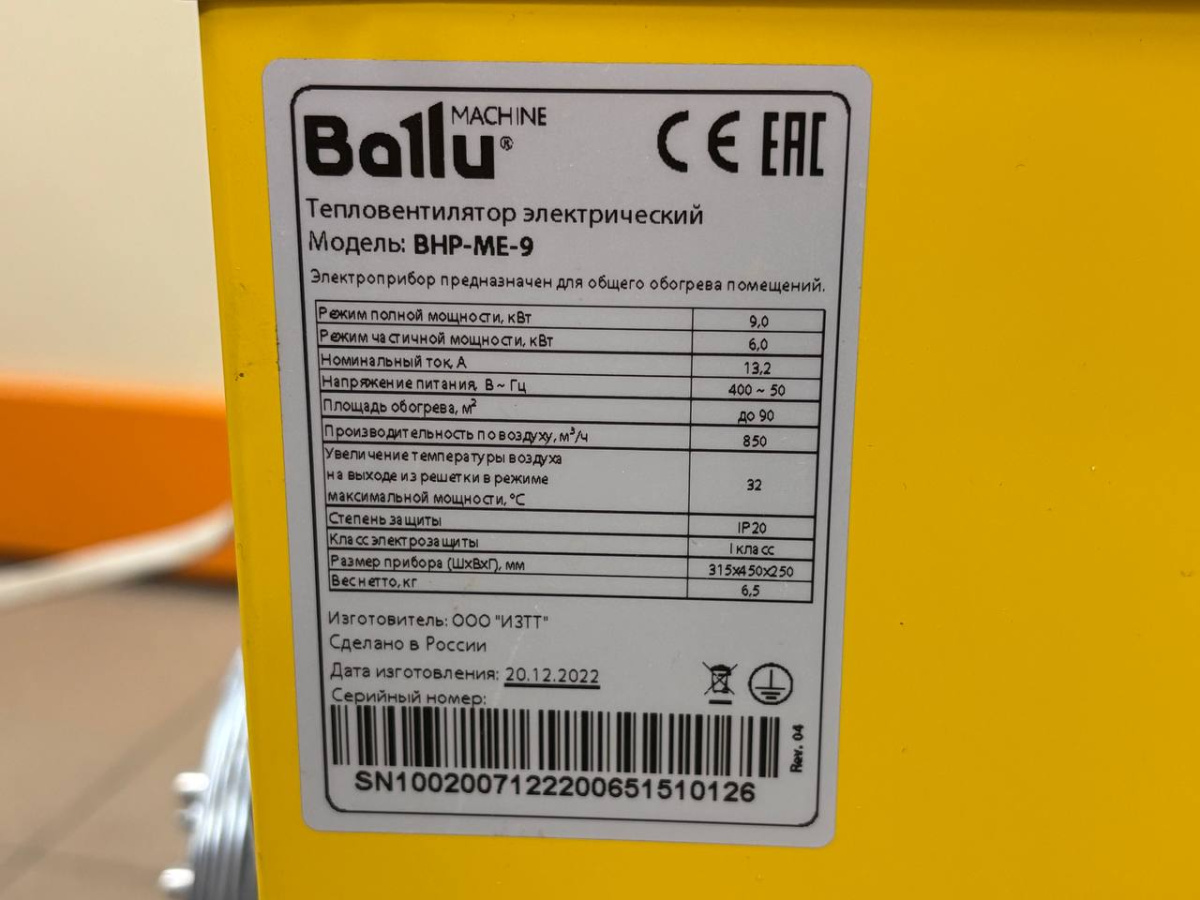 Ballu® MACHINE CE EAC
Тепловентилятор электрический
Модель: BHP-ME-9
Электроприбор предназначен для общего обогрева помещений.
Режим полной мощности, кВт 9,0
Режим частичной мощности, кВт 6,0
Номинальный ток, А 13,2
Напряжение питания, В ~ Гц 400 ~ 50
Площадь обогрева, м² до 90
Производительность по воздуху, м³/ч 850
Увеличение температуры воздуха
на выходе из решетки в режиме 32
максимальной мощности, °С
Степень защиты IP20
Класс электрозащиты I класс
Размер прибора (ШхВхГ), мм 315х450х250
Вес нетто, кг 6,5
Изготовитель: ООО "ИЗТТ"
Сделано в России
Дата изготовления: 20.12.2022
Серийный номер:
Rev. 04
SN1002007122200651510126